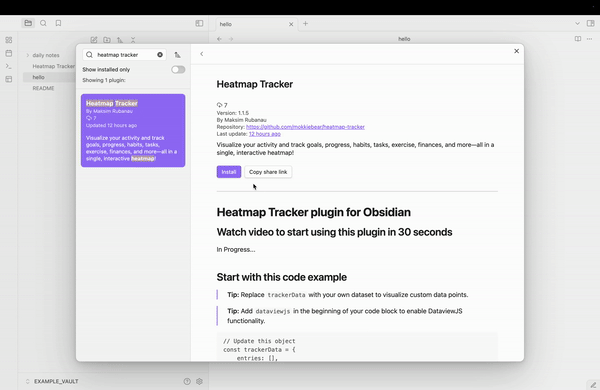 hello
hello
daily notes
Heatmap Tracker
hello
README
heatmap tracker
Show installed only
Showing 1 plugin:
Heatmap Tracker
By Maksim Rubanau
7
Updated 12 hours ago
Visualize your activity and track
goals, progress, habits, tasks,
exercise, finances, and more—all in a
single, interactive heatmap!
Heatmap Tracker
7
Version: 1.1.5
By Maksim Rubanau
Repository: https://github.com/mokkiebear/heatmap-tracker
Last update: 12 hours ago
Visualize your activity and track goals, progress, habits, tasks, exercise, finances, and more—all in a
single, interactive heatmap!
Install
Copy share link
Heatmap Tracker plugin for Obsidian
Watch video to start using this plugin in 30 seconds
In Progress...
Start with this code example
Tip: Replace trackerData with your own dataset to visualize custom data points.
Tip: Add dataviewjs in the beginning of your code block to enable DataviewJS
functionality.
// Update this object
const trackerData = {
entries: [],
EXAMPLE_VAULT